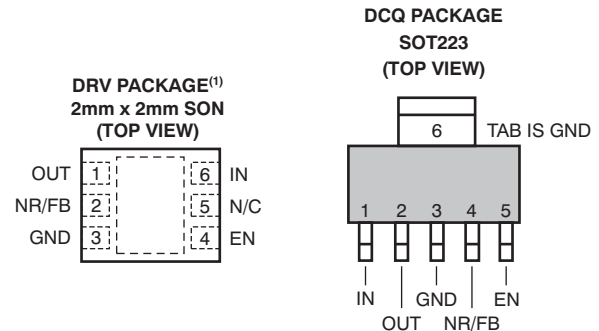 DRV PACKAGE(1)
2mm x 2mm SON
(TOP VIEW)
OUT 1 6 IN
NR/FB 2 5 N/C
GND 3 4 EN
DCQ PACKAGE
SOT223
(TOP VIEW)
6 TAB IS GND
1 2 3 4 5
IN GND EN
OUT NR/FB